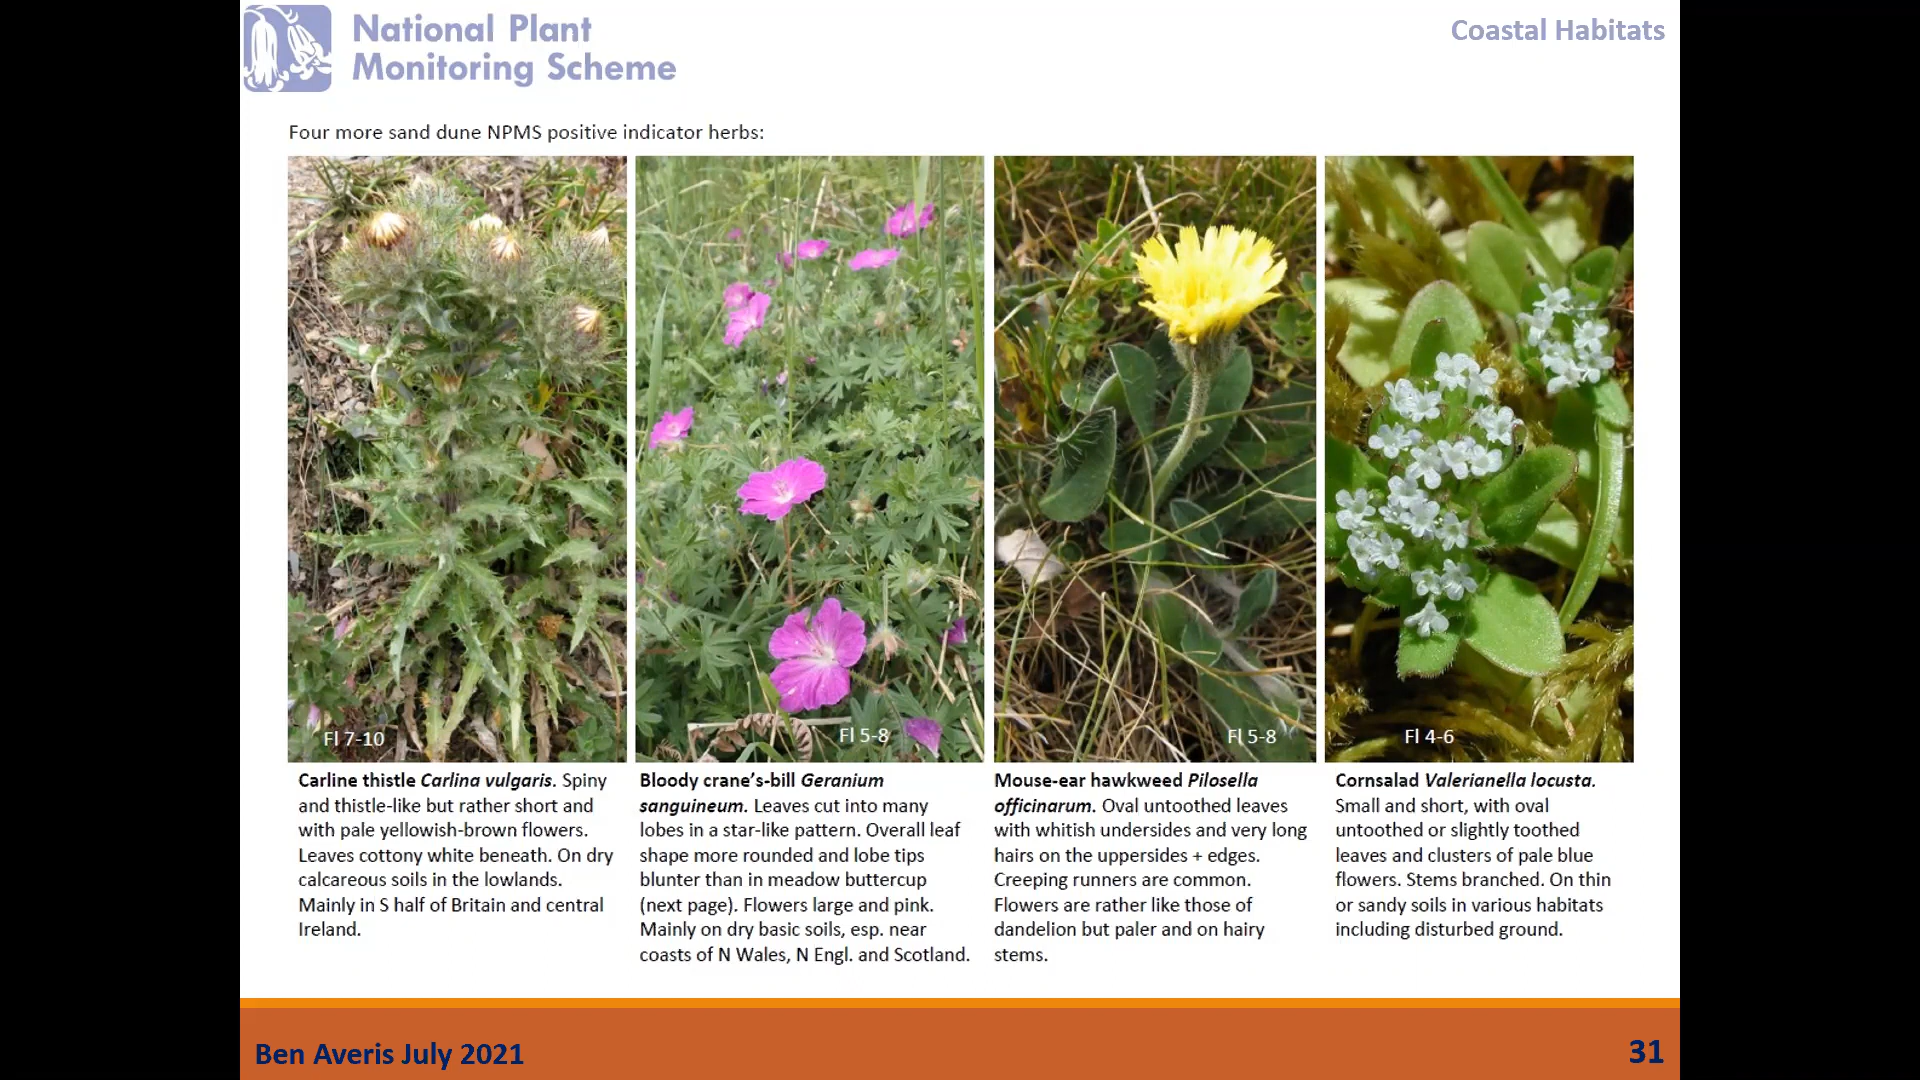 National Plant
Monitoring Scheme
Coastal Habitats
Four more sand dune NPMS positive indicator herbs:
Fl 7-10
Fl 5-8
Fl 5-8
Fl 4-6
Carline thistle Carlina vulgaris. Spiny
and thistle-like but rather short and
with pale yellowish-brown flowers.
Leaves cottony white beneath. On dry
calcareous soils in the lowlands.
Mainly in S half of Britain and central
Ireland.
Bloody crane's-bill Geranium
sanguineum. Leaves cut into many
lobes in a star-like pattern. Overall leaf
shape more rounded and lobe tips
blunter than in meadow buttercup
(next page). Flowers large and pink.
Mainly on dry basic soils, esp. near
coasts of N Wales, N Engl. and Scotland.
Mouse-ear hawkweed Pilosella
officinarum. Oval untoothed leaves
with whitish undersides and very long
hairs on the uppersides + edges.
Creeping runners are common.
Flowers are rather like those of
dandelion but paler and on hairy
stems.
Cornsalad Valerianella locusta.
Small and short, with oval
untoothed or slightly toothed
leaves and clusters of pale blue
flowers. Stems branched. On thin
or sandy soils in various habitats
including disturbed ground.
Ben Averis July 2021
31